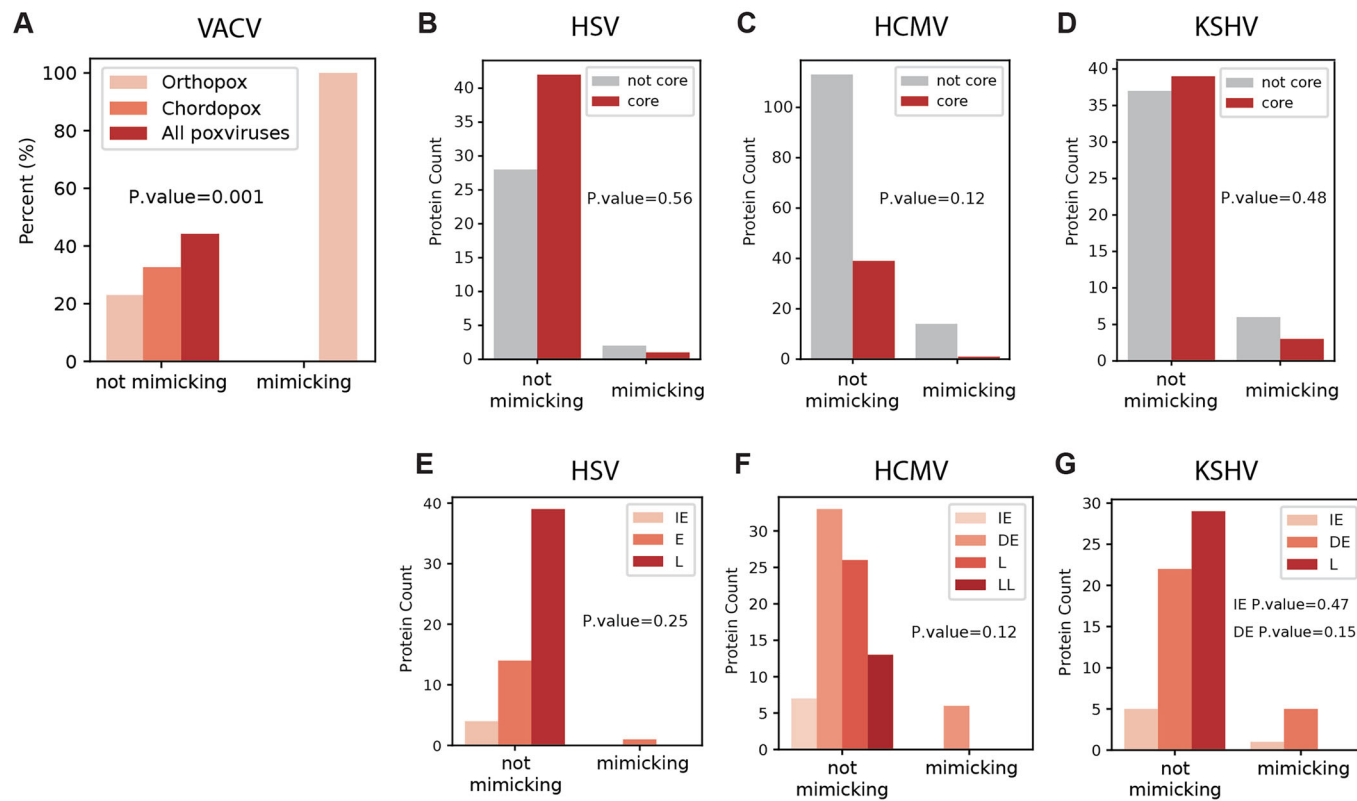 A
VACV
Percent (%)
100
80
60
40
20
0
Orthopox
Chordopox
All poxviruses
P.value=0.001
not mimicking
mimicking
B
HSV
Protein Count
40
35
30
25
20
15
10
5
0
not core
core
P.value=0.56
not
mimicking
mimicking
C
HCMV
Protein Count
100
80
60
40
20
0
not core
core
P.value=0.12
not
mimicking
mimicking
D
KSHV
Protein Count
40
35
30
25
20
15
10
5
0
not core
core
P.value=0.48
not
mimicking
mimicking
E
HSV
Protein Count
40
30
20
10
0
IE
E
L
P.value=0.25
not
mimicking
mimicking
F
HCMV
Protein Count
30
25
20
15
10
5
0
IE
DE
L
LL
P.value=0.12
not
mimicking
mimicking
G
KSHV
Protein Count
30
25
20
15
10
5
0
IE
DE
L
IE P.value=0.47
DE P.value=0.15
not
mimicking
mimicking